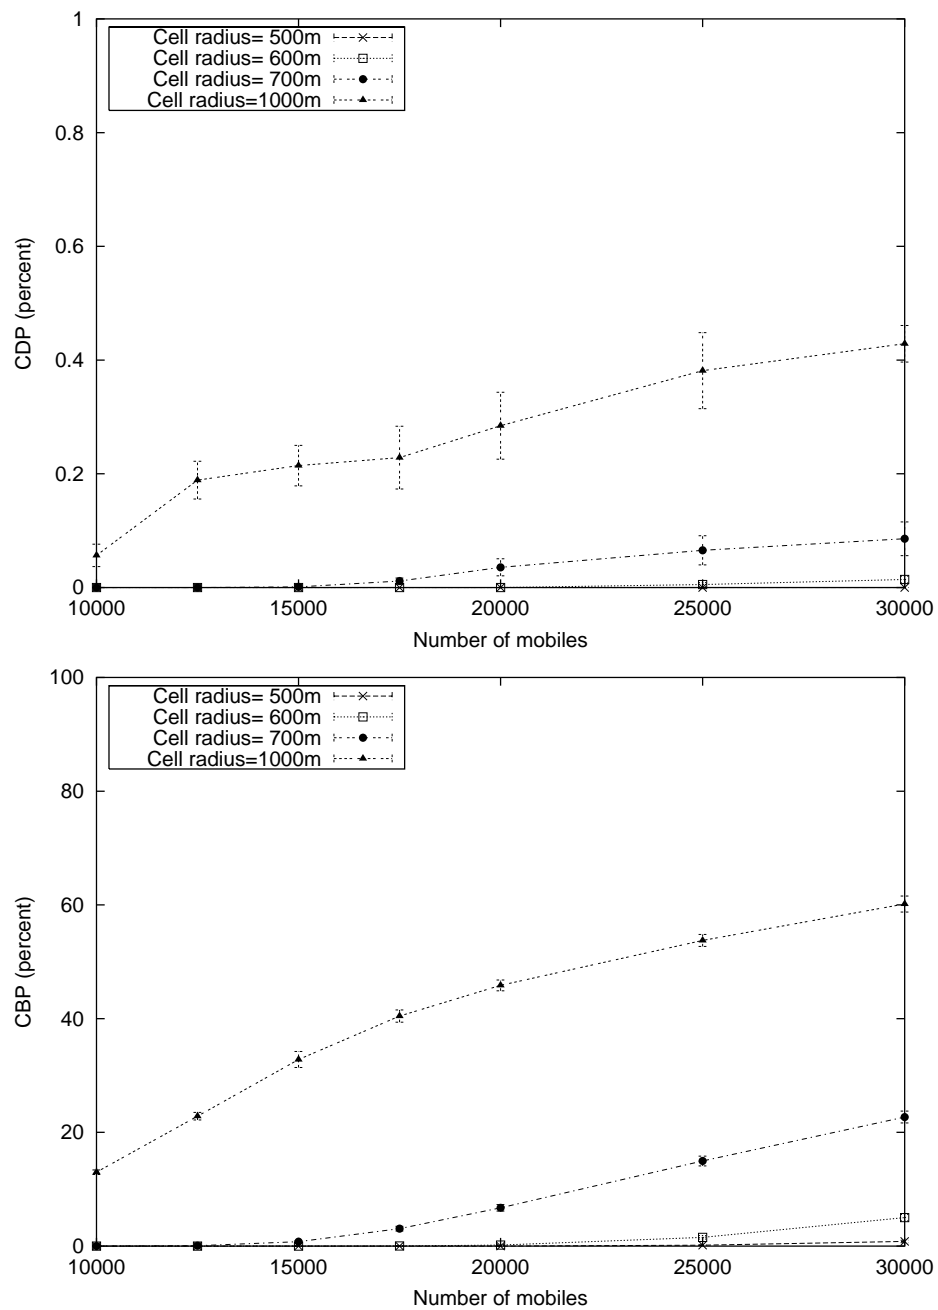 1
0.8
0.6
0.4
0.2
0
CDP (percent)
Cell radius= 500m
Cell radius= 600m
Cell radius= 700m
Cell radius=1000m
10000 15000 20000 25000 30000
Number of mobiles
100
80
60
40
20
0
CBP (percent)
Cell radius= 500m
Cell radius= 600m
Cell radius= 700m
Cell radius=1000m
10000 15000 20000 25000 30000
Number of mobiles